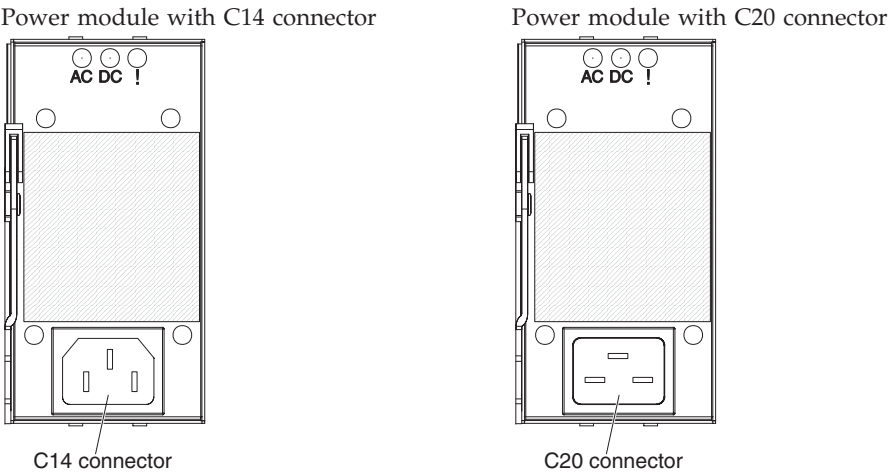 Power module with C14 connector
Power module with C20 connector
AC DC !
AC DC !
C14 connector
C20 connector